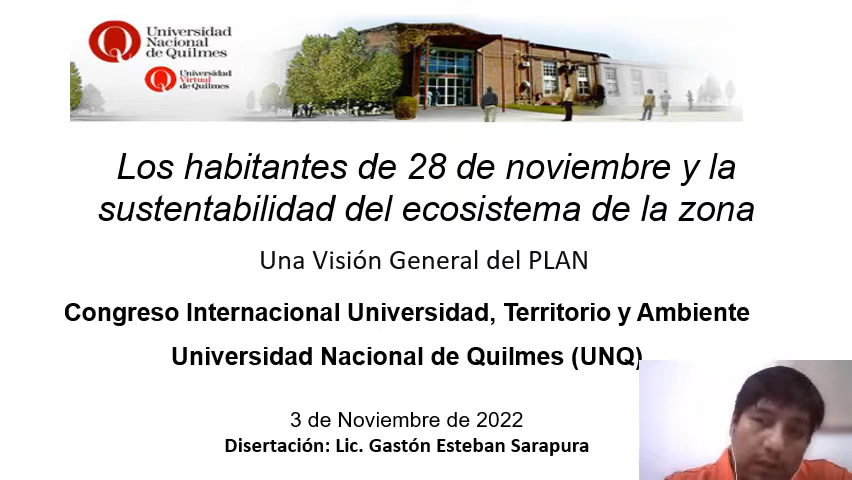 Universidad
Nacional
de Quilmes
Universidad
Virtual
de Quilmes
Los habitantes de 28 de noviembre y la
sustentabilidad del ecosistema de la zona
Una Visión General del PLAN
Congreso Internacional Universidad, Territorio y Ambiente
Universidad Nacional de Quilmes (UNQ)
3 de Noviembre de 2022
Disertación: Lic. Gastón Esteban Sarapura